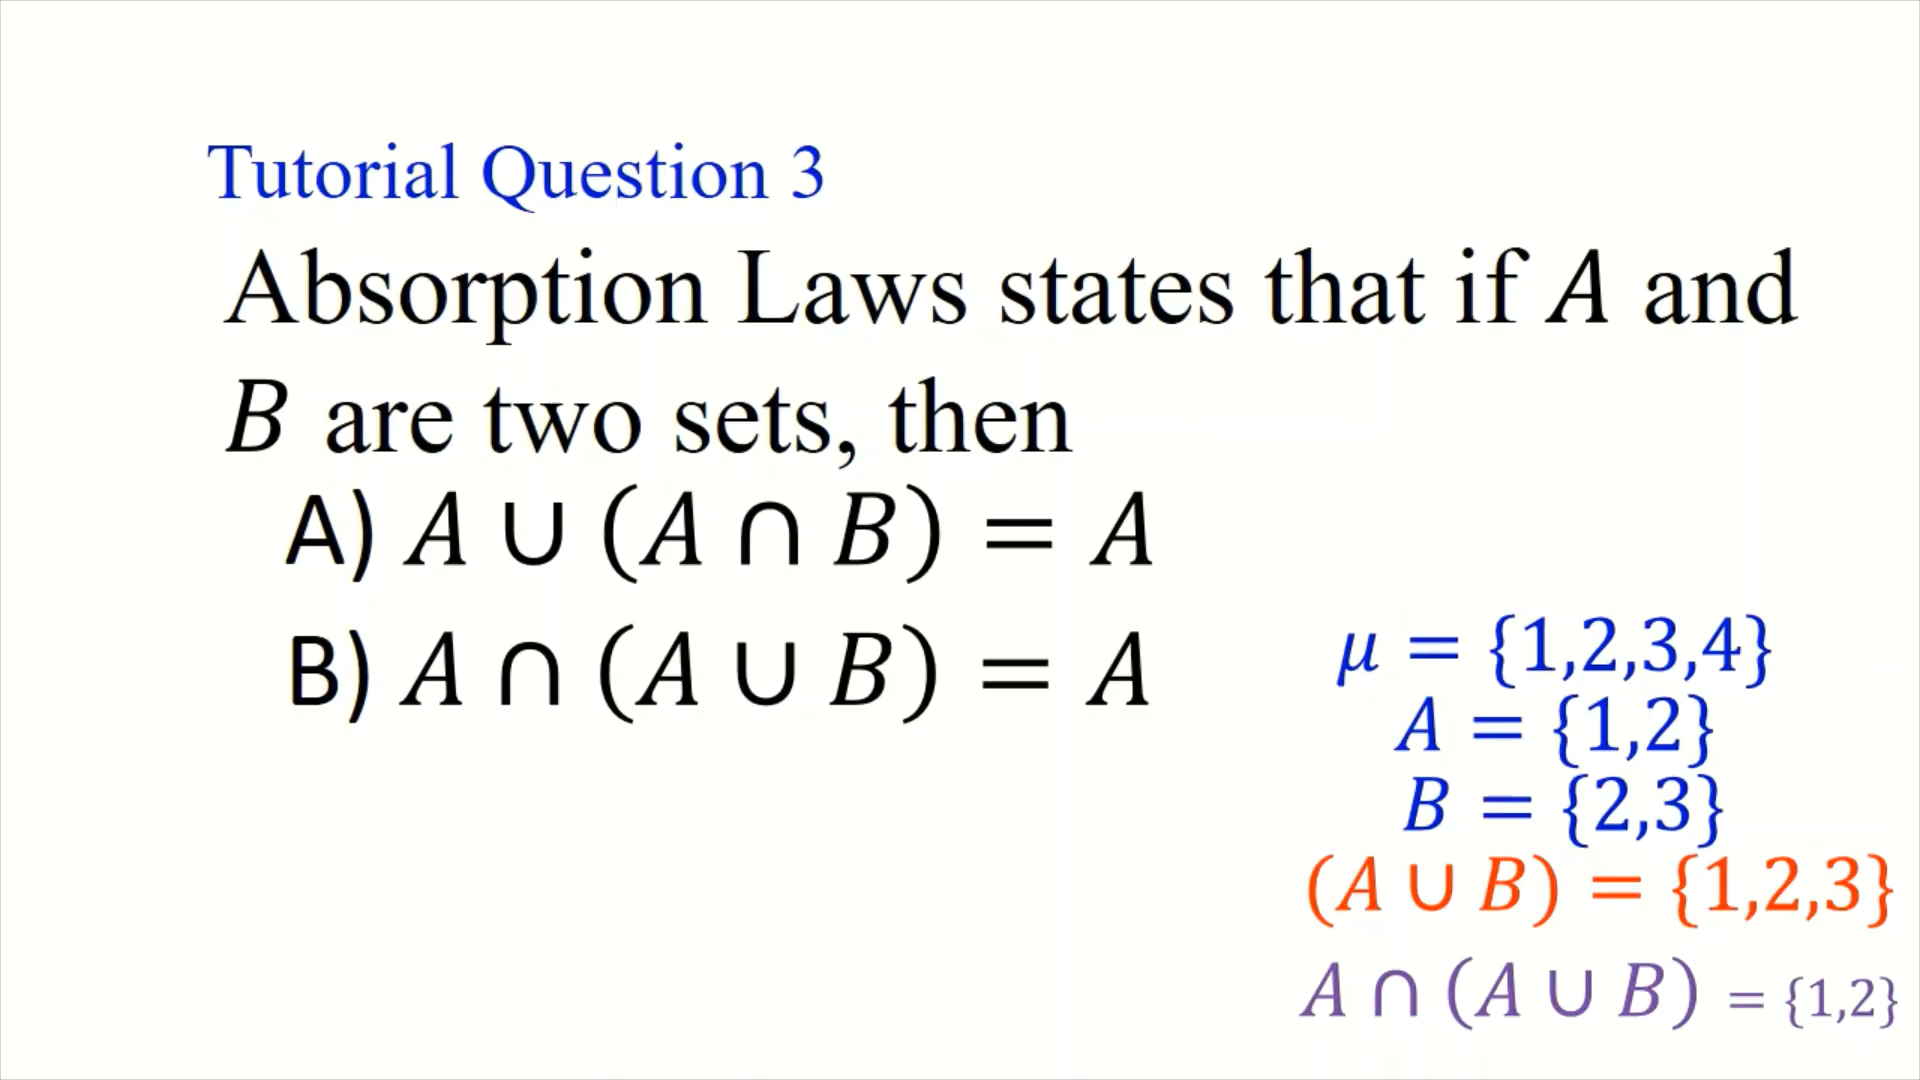 Tutorial Question 3
Absorption Laws states that if A and
B are two sets, then
A) A ∪ (A ∩ B) = A
B) A ∩ (A ∪ B) = A
μ = {1,2,3,4}
A = {1,2}
B = {2,3}
(A ∪ B) = {1,2,3}
A ∩ (A ∪ B) = {1,2}